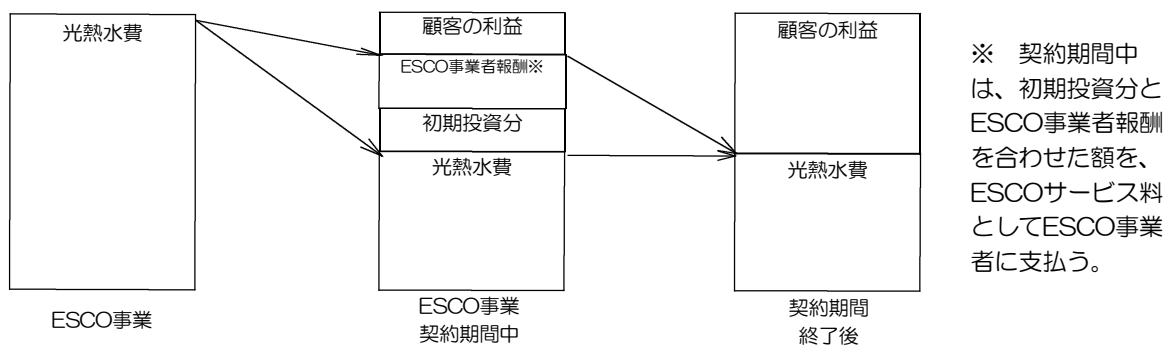 光熱水費
ESCO事業
顧客の利益
ESCO事業者報酬※
初期投資分
光熱水費
ESCO事業
契約期間中
顧客の利益
光熱水費
契約期間
終了後
※　契約期間中
は、初期投資分と
ESCO事業者報酬
を合わせた額を、
ESCOサービス料
としてESCO事業
者に支払う。